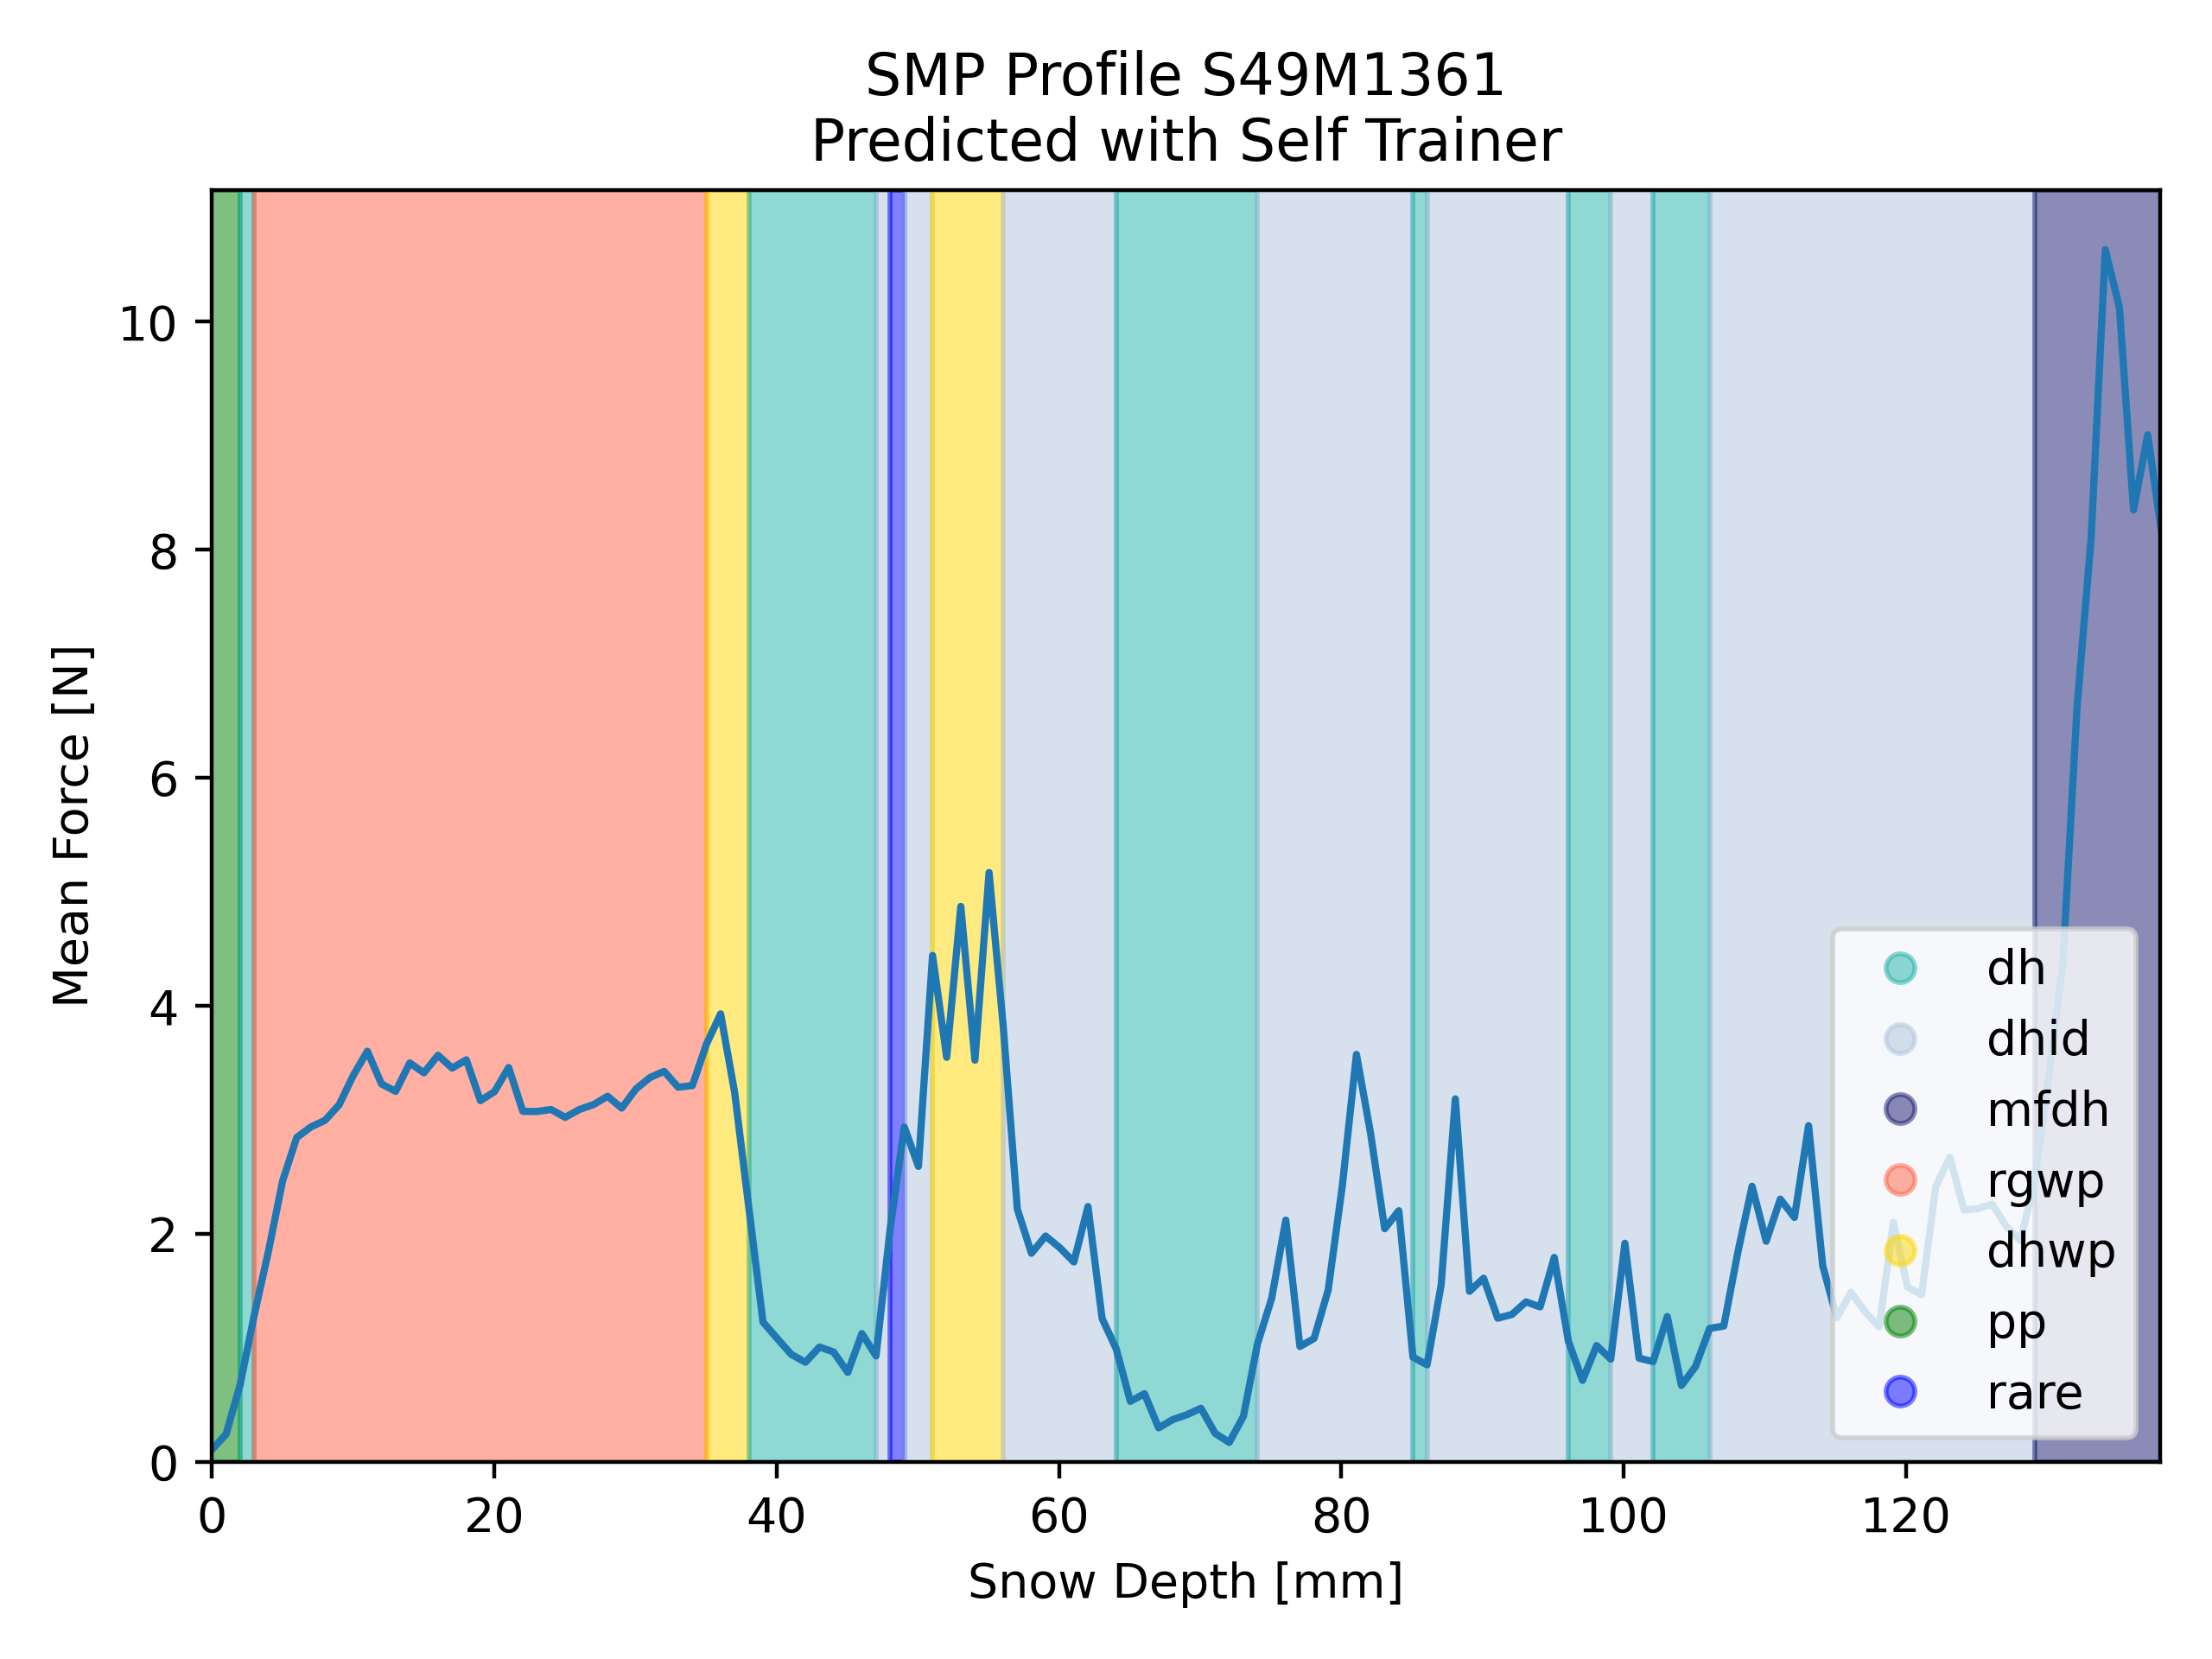 SMP Profile S49M1361
Predicted with Self Trainer
Mean Force [N]
10
8
6
4
2
0
0 20 40 60 80 100 120
Snow Depth [mm]
dh
dhid
mfdh
rgwp
dhwp
pp
rare